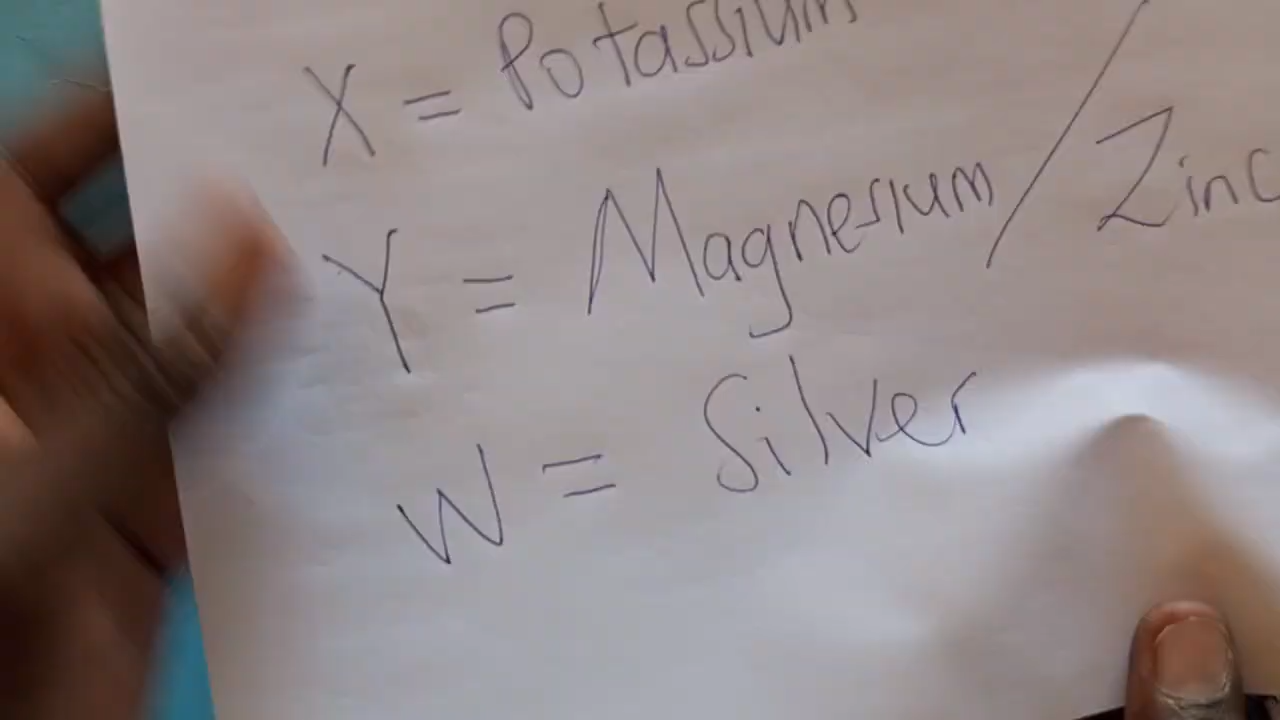 X = Potassium
Y = Magnesium / Zinc
W = Silver